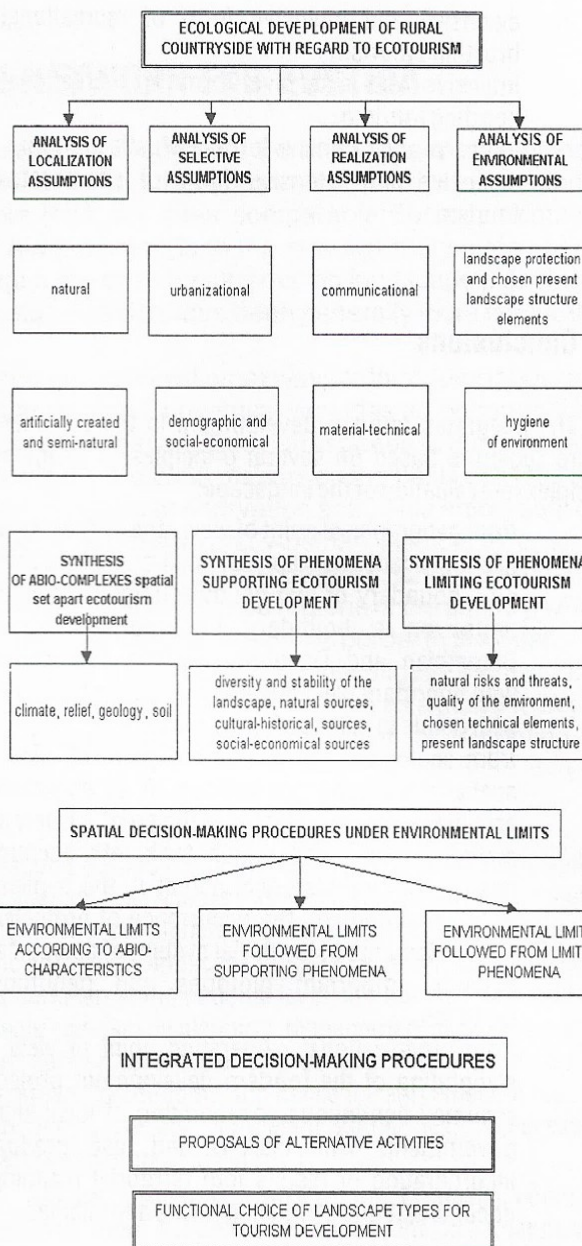 ECOLOGICAL DEVEPLOPMENT OF RURAL
COUNTRYSIDE WITH REGARD TO ECOTOURISM
ANALYSIS OF
LOCALIZATION
ASSUMPTIONS
ANALYSIS OF
SELECTIVE
ASSUMPTIONS
ANALYSIS OF
REALIZATION
ASSUMPTIONS
ANALYSIS OF
ENVIRONMENTAL
ASSUMPTIONS
natural
urbanizational
communicational
landscape protection
and chosen present
landscape structure
elements
artificially created
and semi-natural
demographic and
social-economical
material-technical
hygiene
of environment
SYNTHESIS
OF ABIO-COMPLEXES spatial
set apart ecotourism
development
SYNTHESIS OF PHENOMENA
SUPPORTING ECOTOURISM
DEVELOPMENT
SYNTHESIS OF PHENOMENA
LIMITING ECOTOURISM
DEVELOPMENT
climate, relief, geology, soil
diversity and stability of the
landscape, natural sources,
cultural-historical, sources,
social-economical sources
natural risks and threats,
quality of the environment,
chosen technical elements,
present landscape structure
SPATIAL DECISION-MAKING PROCEDURES UNDER ENVIRONMENTAL LIMITS
ENVIRONMENTAL LIMITS
ACCORDING TO ABIO-
CHARACTERISTICS
ENVIRONMENTAL LIMITS
FOLLOWED FROM
SUPPORTING PHENOMENA
ENVIRONMENTAL LIMIT
FOLLOWED FROM LIMIT
PHENOMENA
INTEGRATED DECISION-MAKING PROCEDURES
PROPOSALS OF ALTERNATIVE ACTIVITIES
FUNCTIONAL CHOICE OF LANDSCAPE TYPES FOR
TOURISM DEVELOPMENT